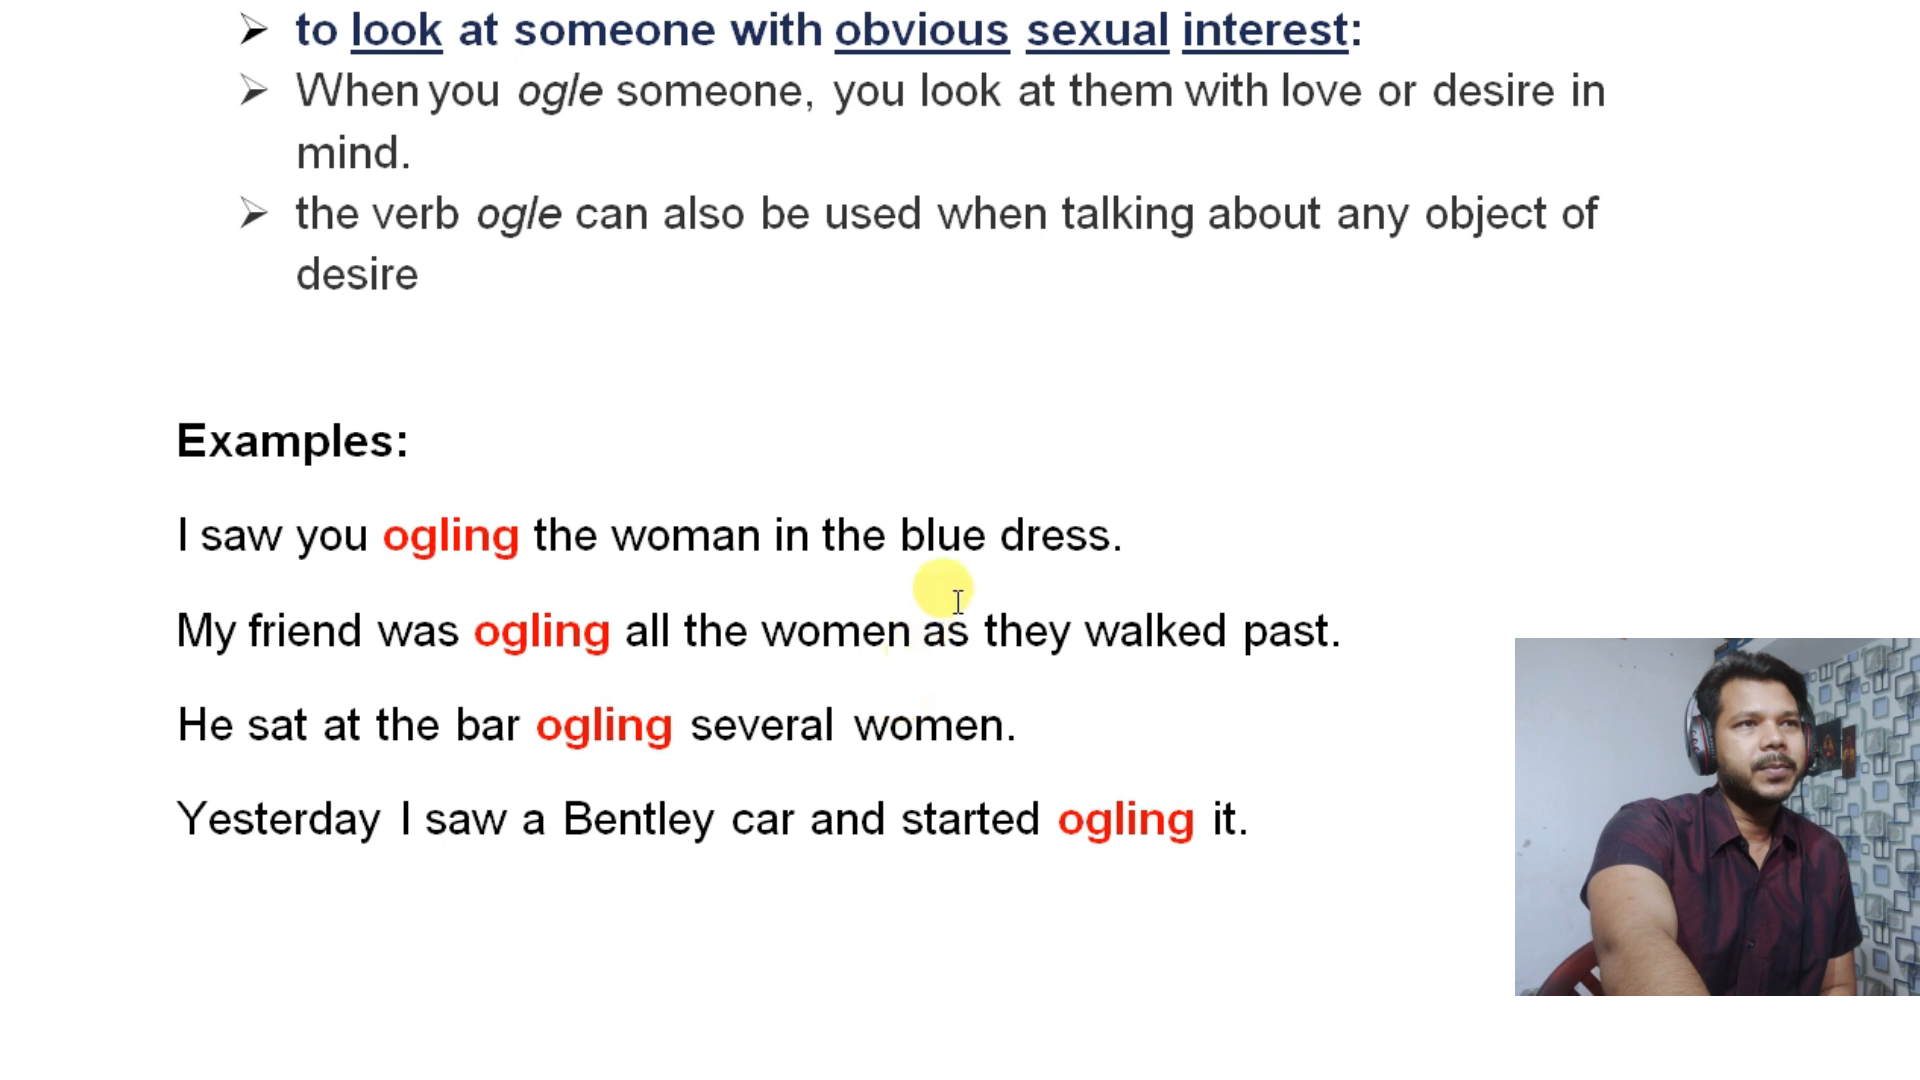 to look at someone with obvious sexual interest:
When you ogle someone, you look at them with love or desire in
mind.
the verb ogle can also be used when talking about any object of
desire
Examples:
I saw you ogling the woman in the blue dress.
My friend was ogling all the women as they walked past.
He sat at the bar ogling several women.
Yesterday I saw a Bentley car and started ogling it.